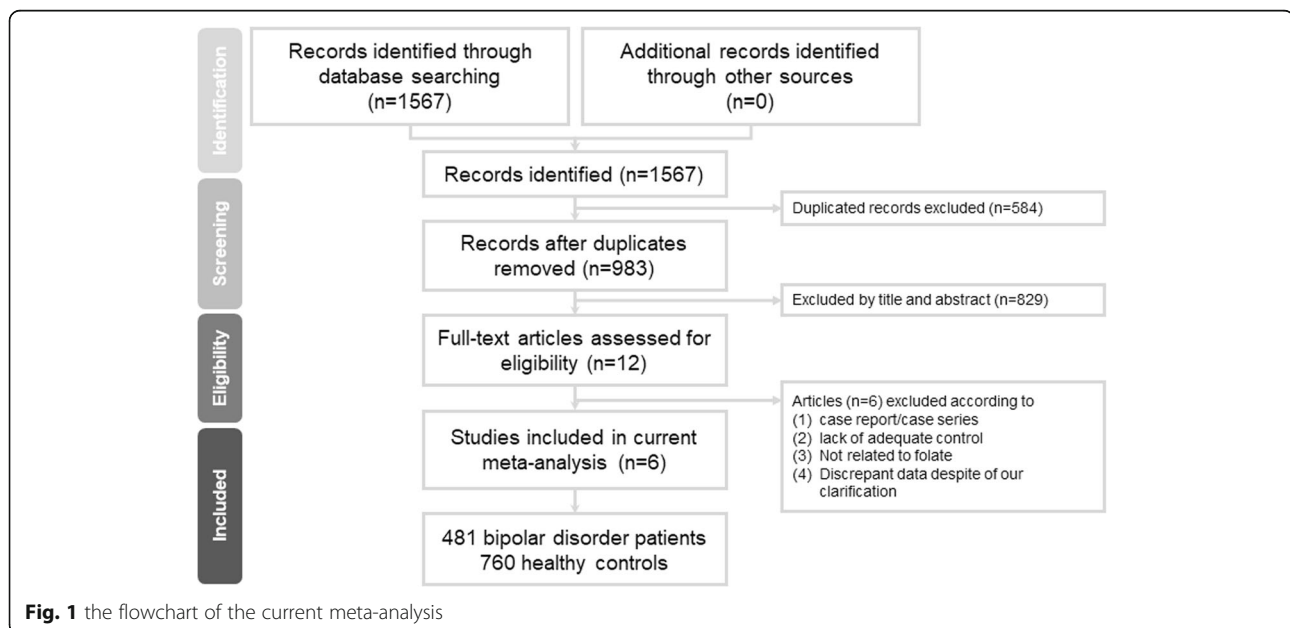 Identification
Records identified through
database searching
(n=1567)
Additional records identified
through other sources
(n=0)
Records identified (n=1567)
Screening
Duplicated records excluded (n=584)
Records after duplicates
removed (n=983)
Excluded by title and abstract (n=829)
Eligibility
Full-text articles assessed for
eligibility (n=12)
Articles (n=6) excluded according to
(1) case report/case series
(2) lack of adequate control
(3) Not related to folate
(4) Discrepant data despite of our
clarification
Included
Studies included in current
meta-analysis (n=6)
481 bipolar disorder patients
760 healthy controls
Fig. 1 the flowchart of the current meta-analysis